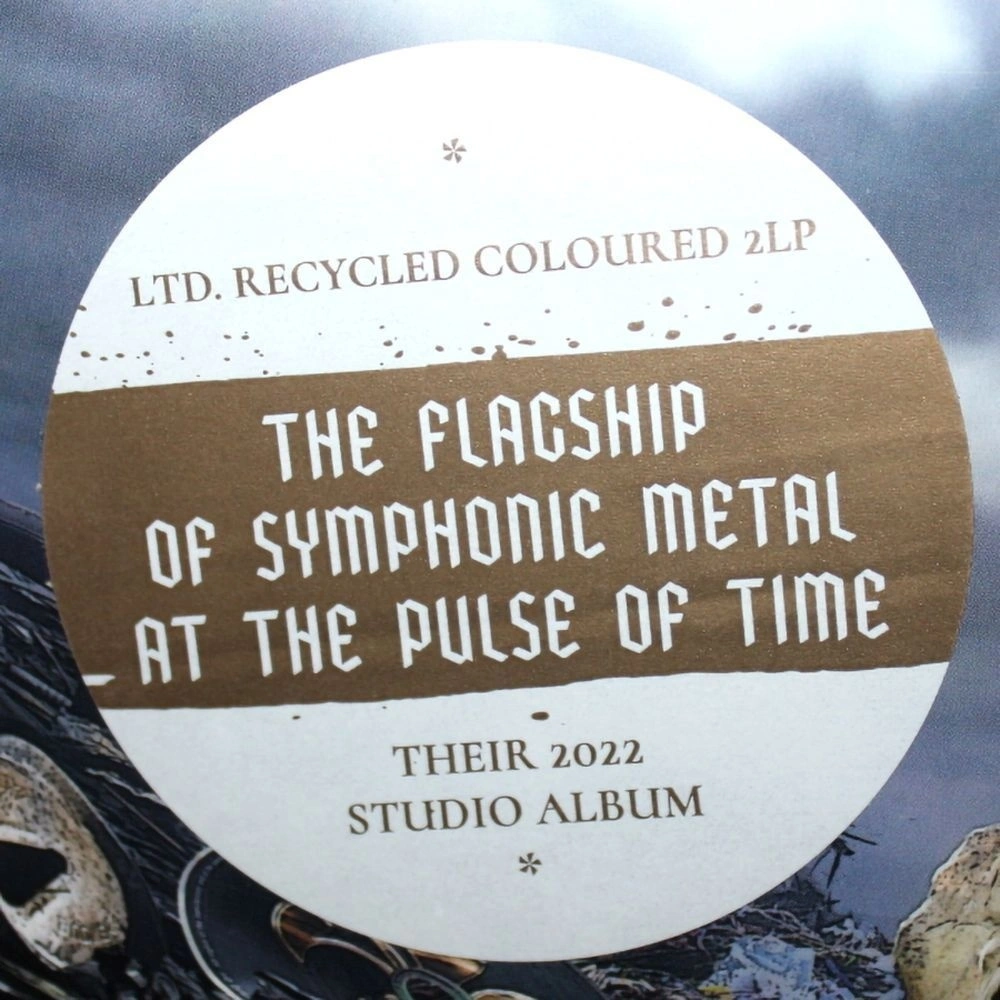 LTD. RECYCLED COLOURED 2LP
THE FLAGSHIP
OF SYMPHONIC METAL
AT THE PULSE OF TIME
THEIR 2022
STUDIO ALBUM